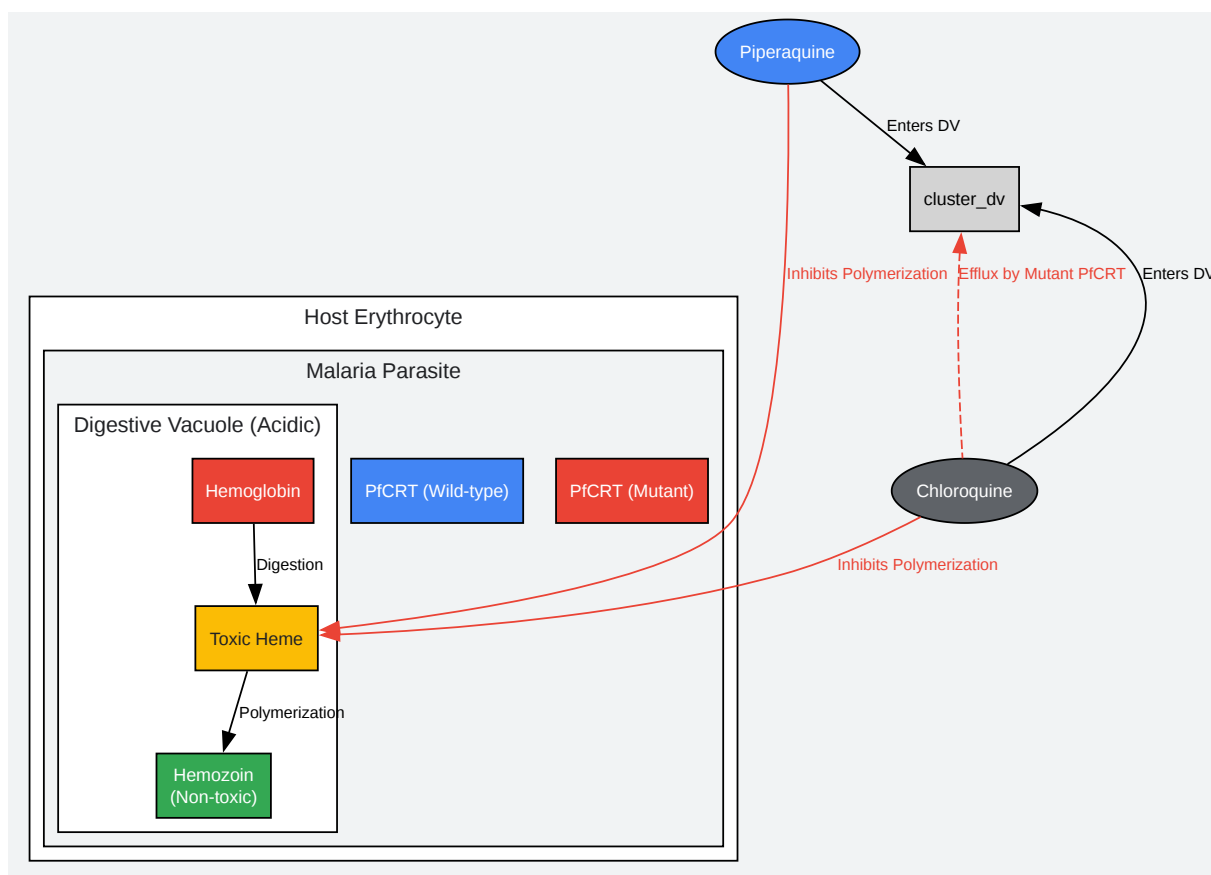 Piperaquine
Enters DV
cluster_dv
Inhibits Polymerization
Efflux by Mutant PfCRT
Enters DV
Host Erythrocyte
Malaria Parasite
Digestive Vacuole (Acidic)
Hemoglobin
PfCRT (Wild-type)
PfCRT (Mutant)
Chloroquine
Digestion
Inhibits Polymerization
Toxic Heme
Polymerization
Hemozoin
(Non-toxic)